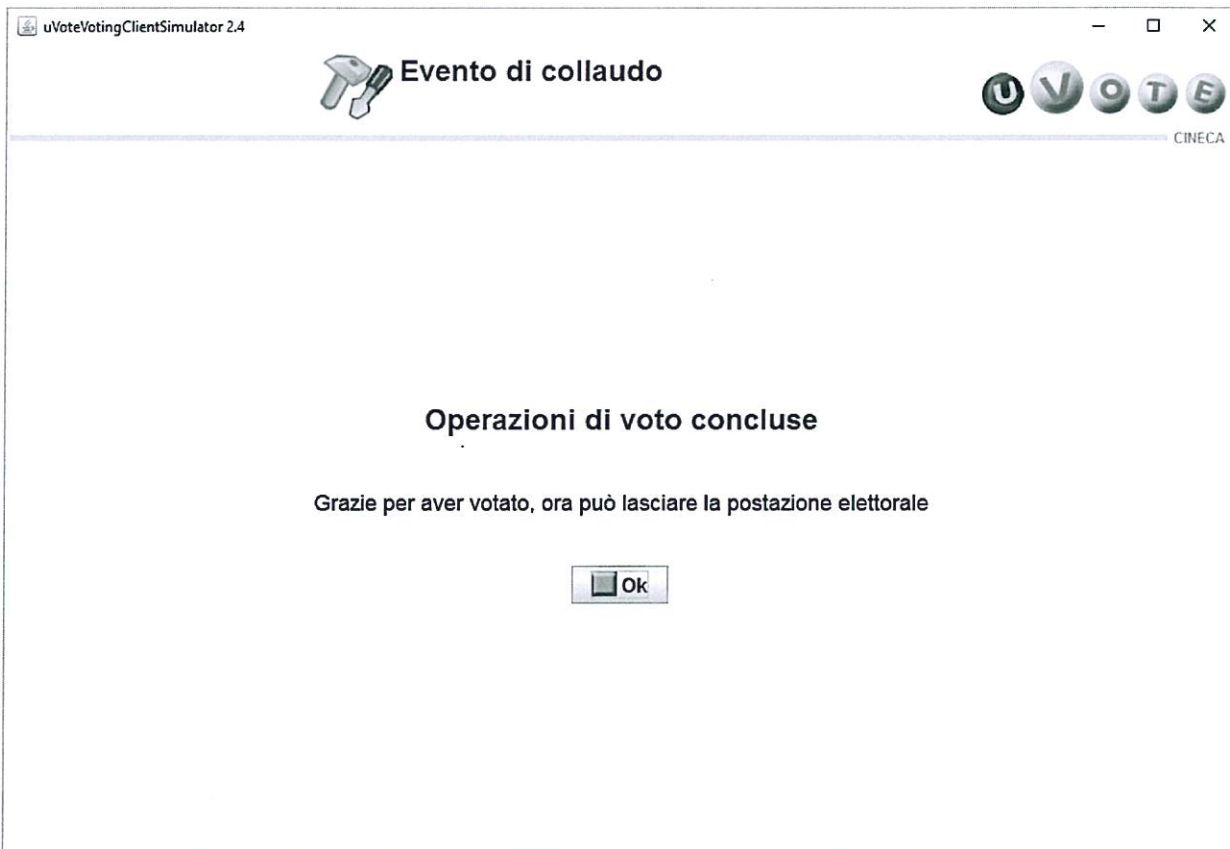 uVoteVotingClientSimulator 2.4
Evento di collaudo
U VOTE
CINECA
Operazioni di voto concluse
Grazie per aver votato, ora può lasciare la postazione elettorale
Ok